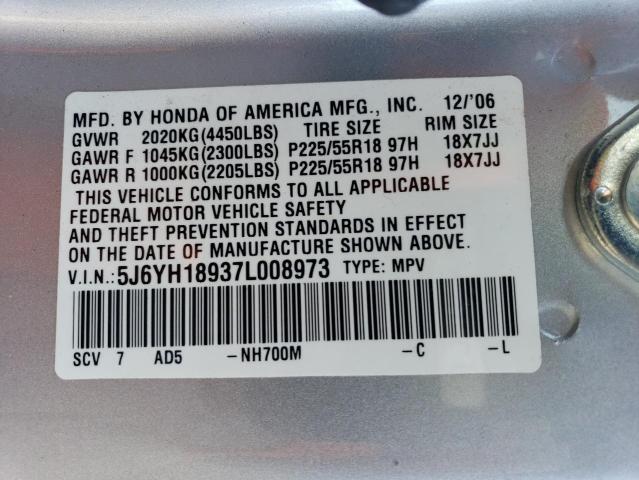 MFD. BY HONDA OF AMERICA MFG., INC. 12/'06
GVWR 2020KG(4450LBS) TIRE SIZE RIM SIZE
GAWR F 1045KG(2300LBS) P225/55R18 97H 18X7JJ
GAWR R 1000KG(2205LBS) P225/55R18 97H 18X7JJ
THIS VEHICLE CONFORMS TO ALL APPLICABLE
FEDERAL MOTOR VEHICLE SAFETY
AND THEFT PREVENTION STANDARDS IN EFFECT
ON THE DATE OF MANUFACTURE SHOWN ABOVE.
V.I.N.:5J6YH18937L008973 TYPE: MPV
SCV 7 AD5 -NH700M -C -L